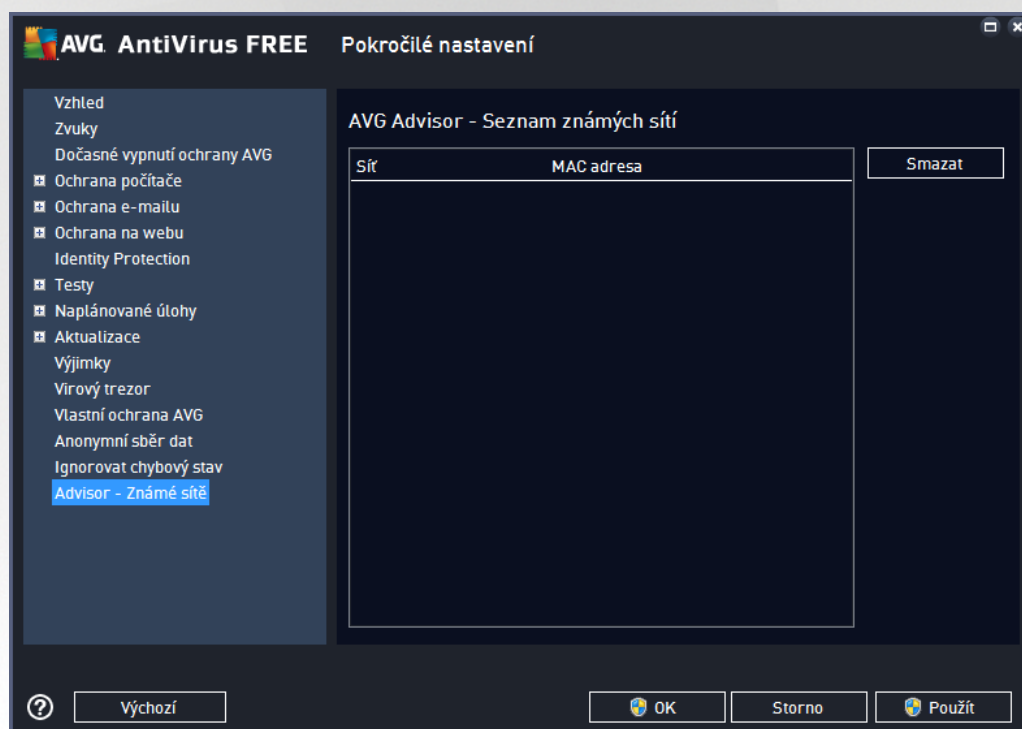 AVG. AntiVirus FREE
Pokročilé nastavení
Vzhled
Zvuky
Dočasné vypnutí ochrany AVG
Ochrana počítače
Ochrana e-mailu
Ochrana na webu
Identity Protection
Testy
Naplánované úlohy
Aktualizace
Výjimky
Virový trezor
Vlastní ochrana AVG
Anonymní sběr dat
Ignorovat chybový stav
Advisor - Známé sítě
AVG Advisor - Seznam známých sítí
Síť MAC adresa
Smazat
? Výchozí OK Storno Použít